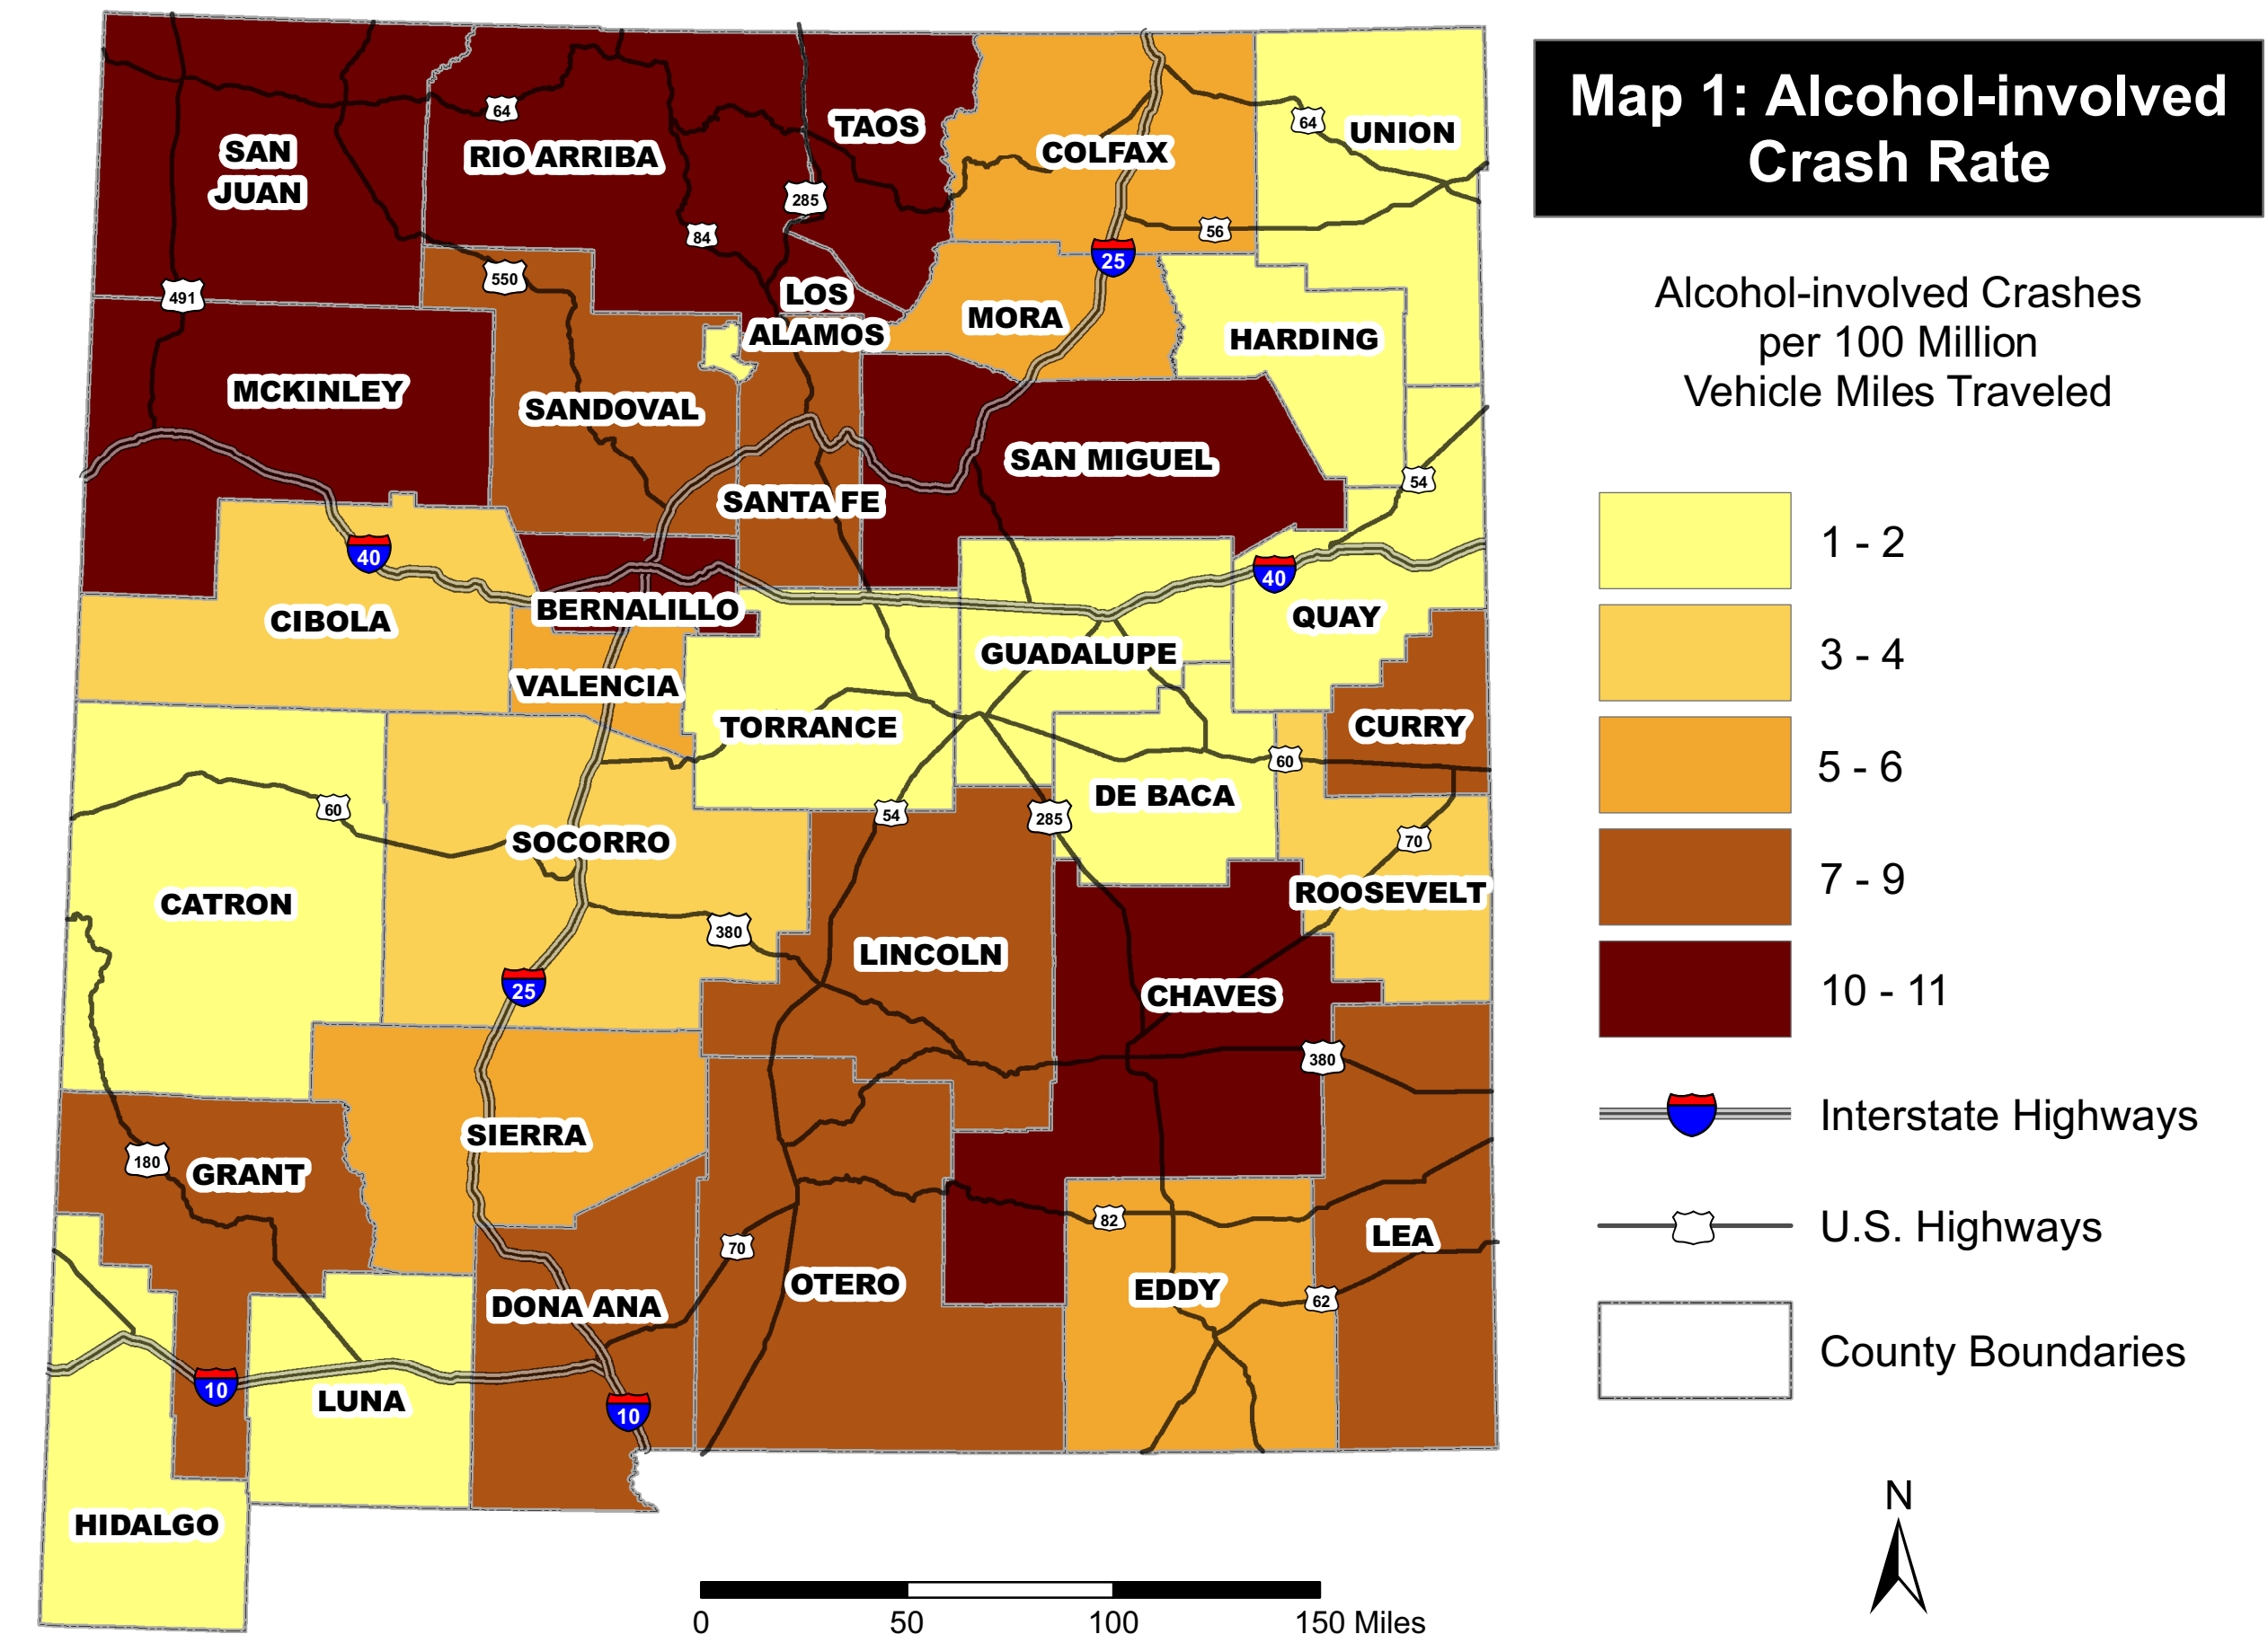 Map 1: Alcohol-involved
Crash Rate
Alcohol-involved Crashes
per 100 Million
Vehicle Miles Traveled
1 - 2
3 - 4
5 - 6
7 - 9
10 - 11
Interstate Highways
U.S. Highways
County Boundaries
N
SAN
JUAN
RIO ARRIBA
TAOS
COLFAX
UNION
64
64
285
84
56
25
550
491
LOS
ALAMOS
MORA
HARDING
MCKINLEY
SANDOVAL
SAN MIGUEL
SANTA FE
54
40
40
CIBOLA
BERNALILLO
QUAY
GUADALUPE
VALENCIA
TORRANCE
CURRY
60
60
DE BACA
54
285
70
SOCORRO
CATRON
ROOSEVELT
380
LINCOLN
25
CHAVES
380
SIERRA
180
GRANT
82
70
LEA
OTERO
EDDY
62
DONA ANA
10
LUNA
10
HIDALGO
0
50
100
150 Miles